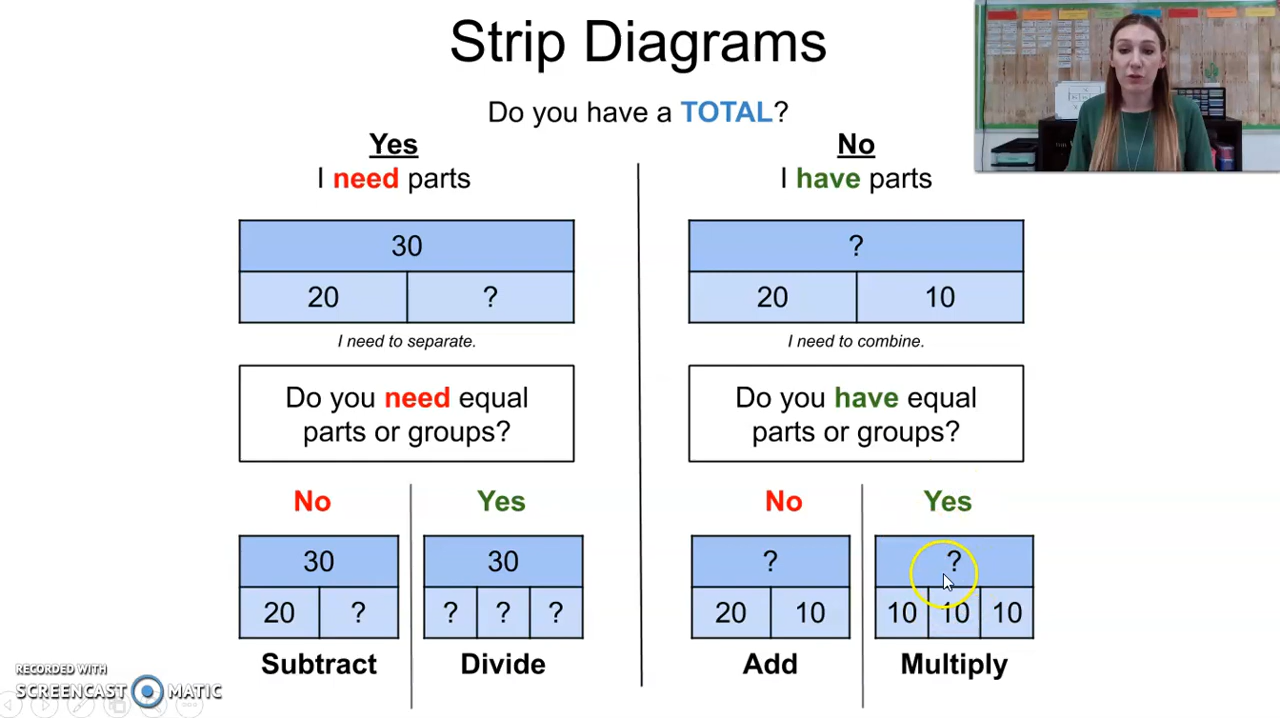 Strip Diagrams
Do you have a TOTAL?
Yes
I need parts
30
20 ?
I need to separate.
Do you need equal
parts or groups?
No Yes
30 30
20 ? ? ? ?
Subtract Divide
No
I have parts
?
20 10
I need to combine.
Do you have equal
parts or groups?
No Yes
? ?
20 10 10 10 10
Add Multiply
RECORDED WITH
SCREENCAST MATIC